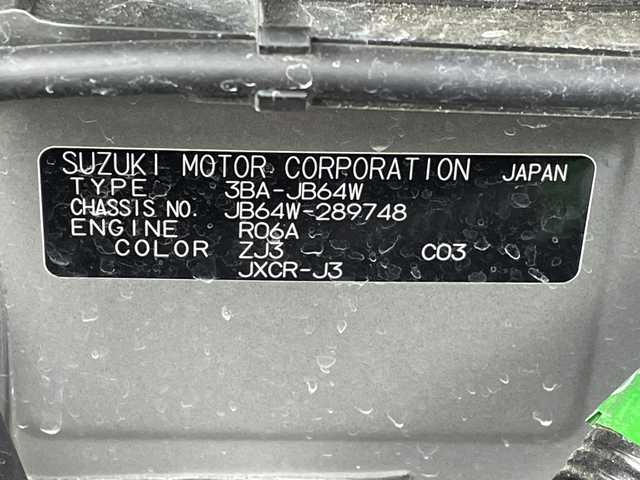 SUZUKI MOTOR CORPORATION JAPAN
TYPE 3BA-JB64W
CHASSIS NO. JB64W-289748
ENGINE R06A
COLOR ZJ3 C03
JXCR-J3